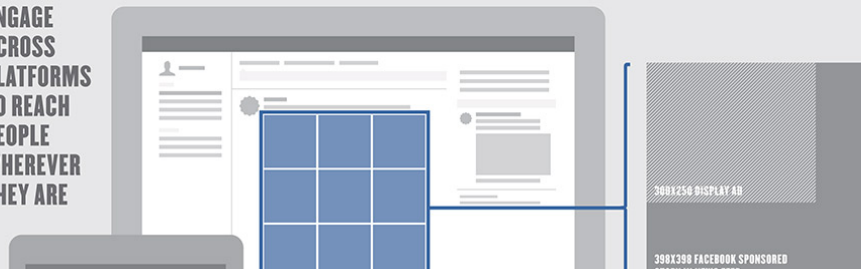 NGAGE
CROSS
LATFORMS
O REACH
EOPLE
HEREVER
HEY ARE
300X250 DISPLAY AD
398X398 FACEBOOK SPONSORED